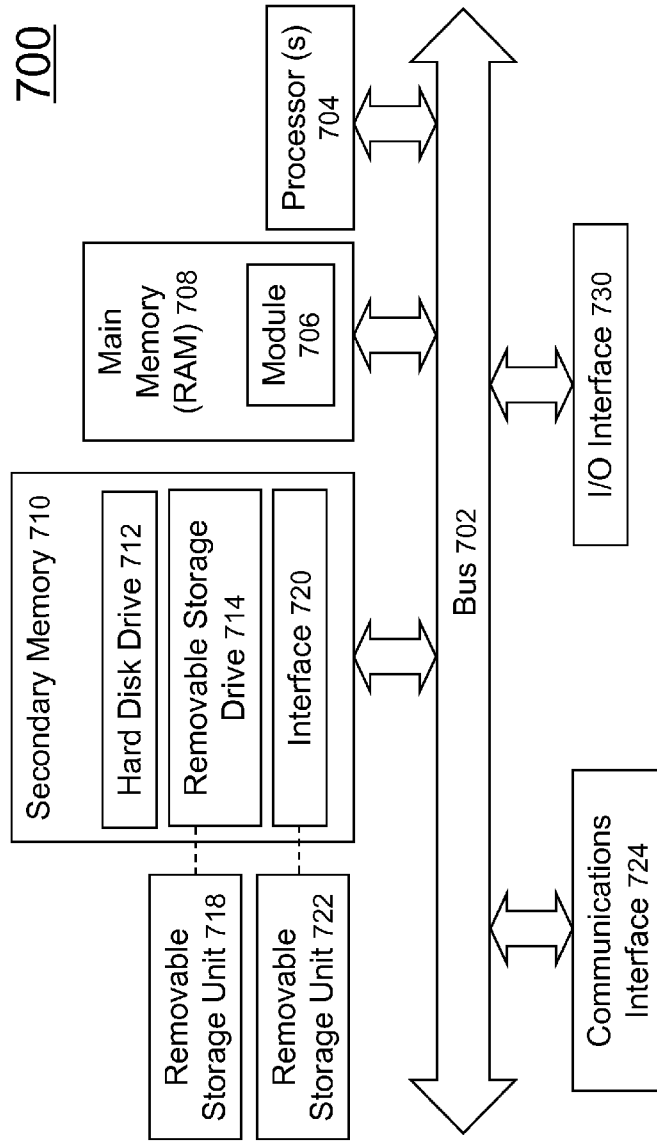 700
Processor (s)
704
Main
Memory
(RAM) 708
Module
706
Secondary Memory 710
Hard Disk Drive 712
Removable Storage
Drive 714
Interface 720
Removable
Storage Unit 718
Removable
Storage Unit 722
Bus 702
I/O Interface 730
Communications
Interface 724